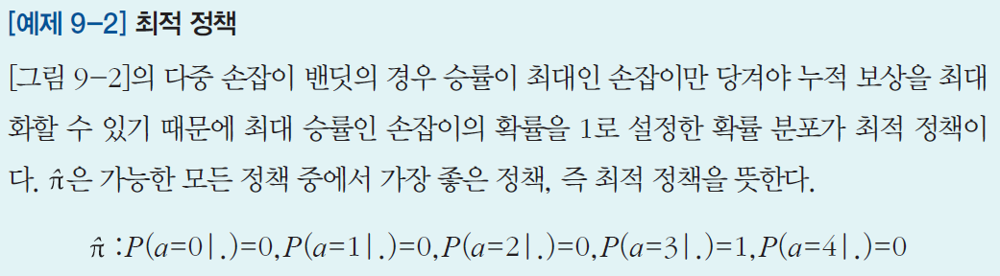 [예제 9-2] 최적 정책
[그림 9-2]의 다중 손잡이 밴딧의 경우 승률이 최대인 손잡이만 당겨야 누적 보상을 최대
화할 수 있기 때문에 최대 승률인 손잡이의 확률을 1로 설정한 확률 분포가 최적 정책이
다. π̂은 가능한 모든 정책 중에서 가장 좋은 정책, 즉 최적 정책을 뜻한다.
π̂ :P(a=0|.)=0,P(a=1|.)=0,P(a=2|.)=0,P(a=3|.)=1,P(a=4|.)=0